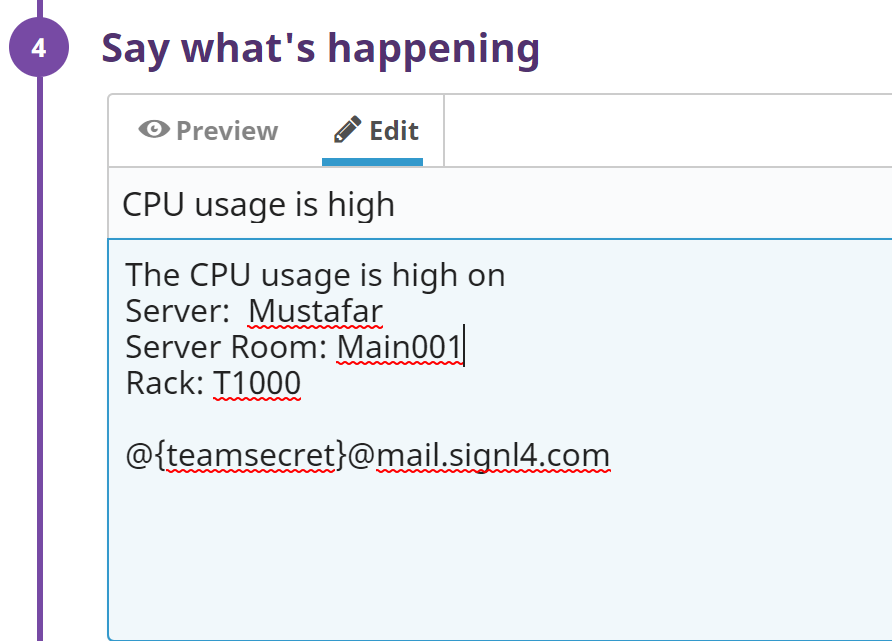 4 Say what's happening
Preview Edit
CPU usage is high
The CPU usage is high on
Server:  Mustafar
Server Room: Main001
Rack: T1000
@{teamsecret}@mail.signl4.com